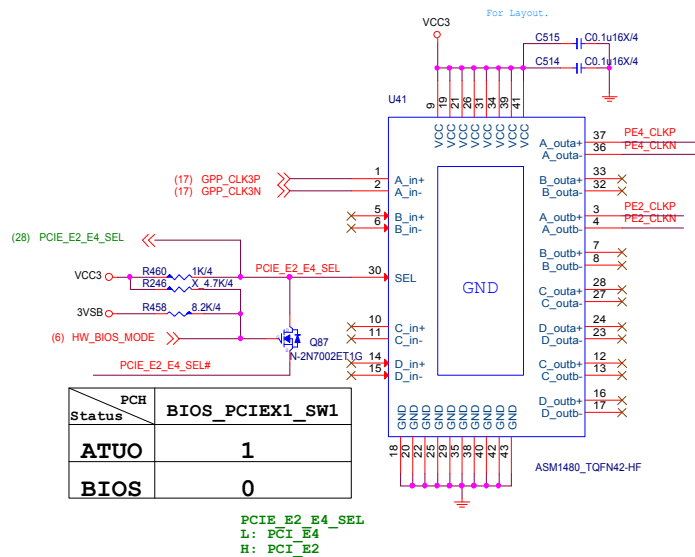 For Layout.
VCC3
C515
C0.1u16X/4
C514
C0.1u16X/4
U41
9
19
21
26
31
34
39
41
VCC
VCC
VCC
VCC
VCC
VCC
VCC
VCC
A_outa+ 37 PE4_CLKP
A_outa- 36 PE4_CLKN
(17) GPP_CLK3P 1 A_in+
(17) GPP_CLK3N 2 A_in-
B_outa+ 33
B_outa- 32
5 B_in+
6 B_in-
A_outb+ 3 PE2_CLKP
A_outb- 4 PE2_CLKN
(28) PCIE_E2_E4_SEL
B_outb+ 7
B_outb- 8
VCC3 R460 1K/4 PCIE_E2_E4_SEL 30 SEL
R246 X_4.7K/4
GND
C_outa+ 28
C_outa- 27
3VSB R458 8.2K/4
(6) HW_BIOS_MODE
Q87
N-2N7002ET1G
10 C_in+
11 C_in-
D_outa+ 24
D_outa- 23
PCIE_E2_E4_SEL#
14 D_in+
15 D_in-
C_outb+ 12
C_outb- 13
D_outb+ 16
D_outb- 17
PCH
Status
BIOS_PCIEX1_SW1
ATUO 1
BIOS 0
GND
GND
GND
GND
GND
GND
GND
GND
GND
GND
18
20
22
25
29
35
38
40
42
43
ASM1480_TQFN42-HF
PCIE_E2_E4_SEL
L: PCI_E4
H: PCI_E2